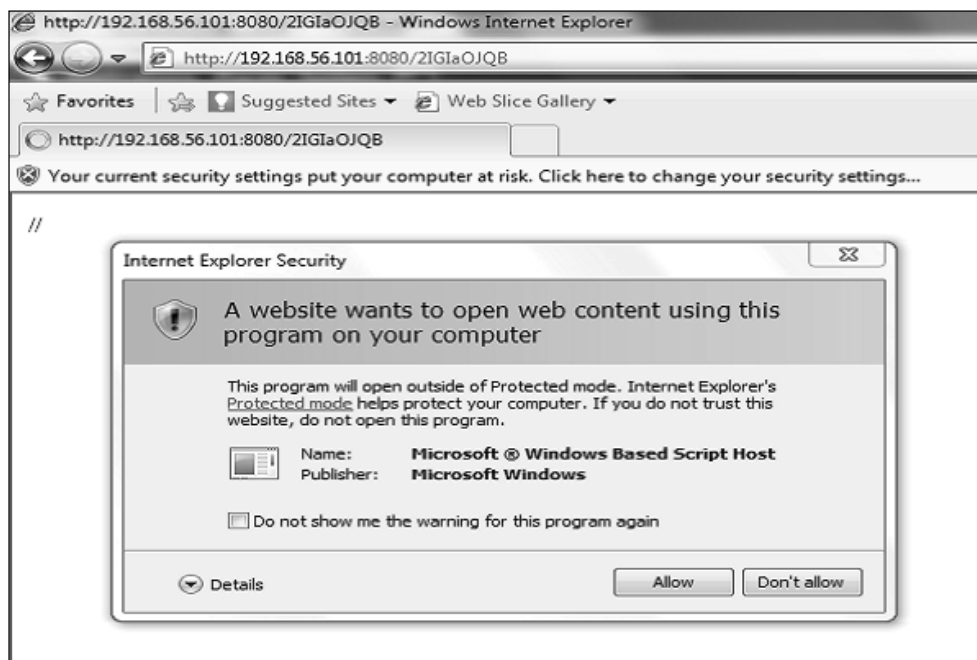 http://192.168.56.101:8080/2IGIaOJQB - Windows Internet Explorer
http://192.168.56.101:8080/2IGIaOJQB
Favorites Suggested Sites Web Slice Gallery
http://192.168.56.101:8080/2IGIaOJQB
Your current security settings put your computer at risk. Click here to change your security settings...
//
Internet Explorer Security
A website wants to open web content using this
program on your computer
This program will open outside of Protected mode. Internet Explorer's
Protected mode helps protect your computer. If you do not trust this
website, do not open this program.
Name: Microsoft ® Windows Based Script Host
Publisher: Microsoft Windows
Do not show me the warning for this program again
Details Allow Don't allow